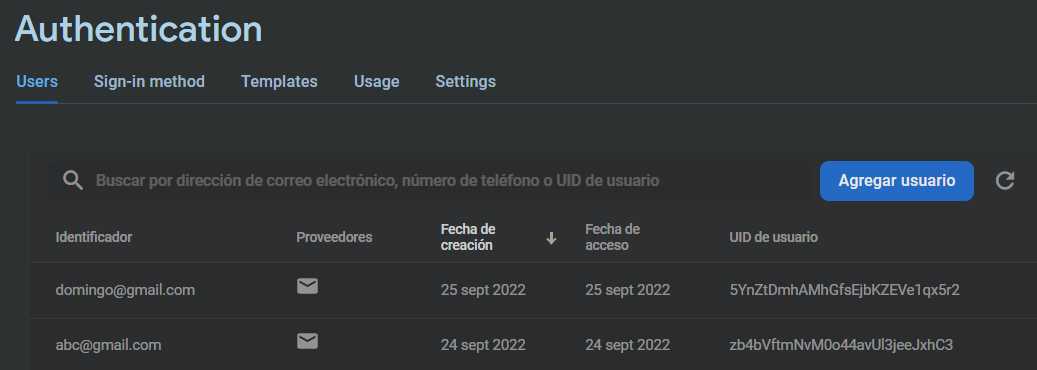 Authentication
Users Sign-in method Templates Usage Settings
Buscar por dirección de correo electrónico, número de teléfono o UID de usuario Agregar usuario
Identificador Proveedores Fecha de creación Fecha de acceso UID de usuario
domingo@gmail.com 25 sept 2022 25 sept 2022 5YnZtDmhAMhGfsEjbKZEVe1qx5r2
abc@gmail.com 24 sept 2022 24 sept 2022 zb4bVftmNvM0o44avUl3jeeJxhC3